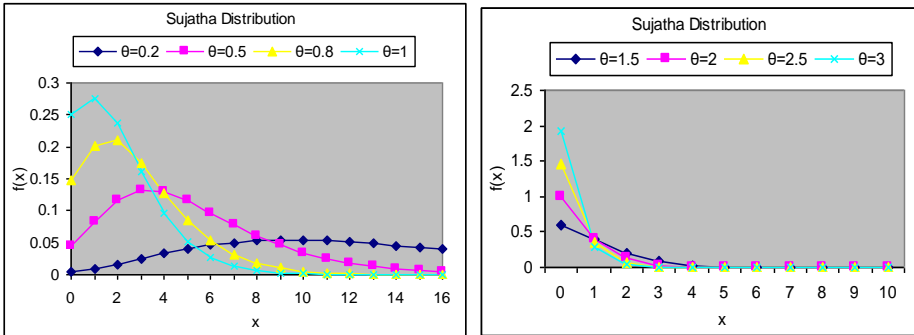 Sujatha Distribution
θ=0.2 θ=0.5 θ=0.8 θ=1
0.3
0.25
0.2
0.15
0.1
0.05
0
f(x)
0 2 4 6 8 10 12 14 16
x
Sujatha Distribution
θ=1.5 θ=2 θ=2.5 θ=3
2.5
2
1.5
1
0.5
0
f(x)
0 1 2 3 4 5 6 7 8 9 10
x